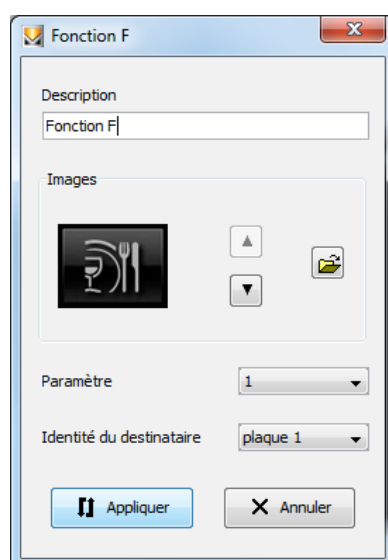 Fonction F
Description
Fonction F
Images
Paramètre 1
Identité du destinataire plaque 1
Appliquer Annuler